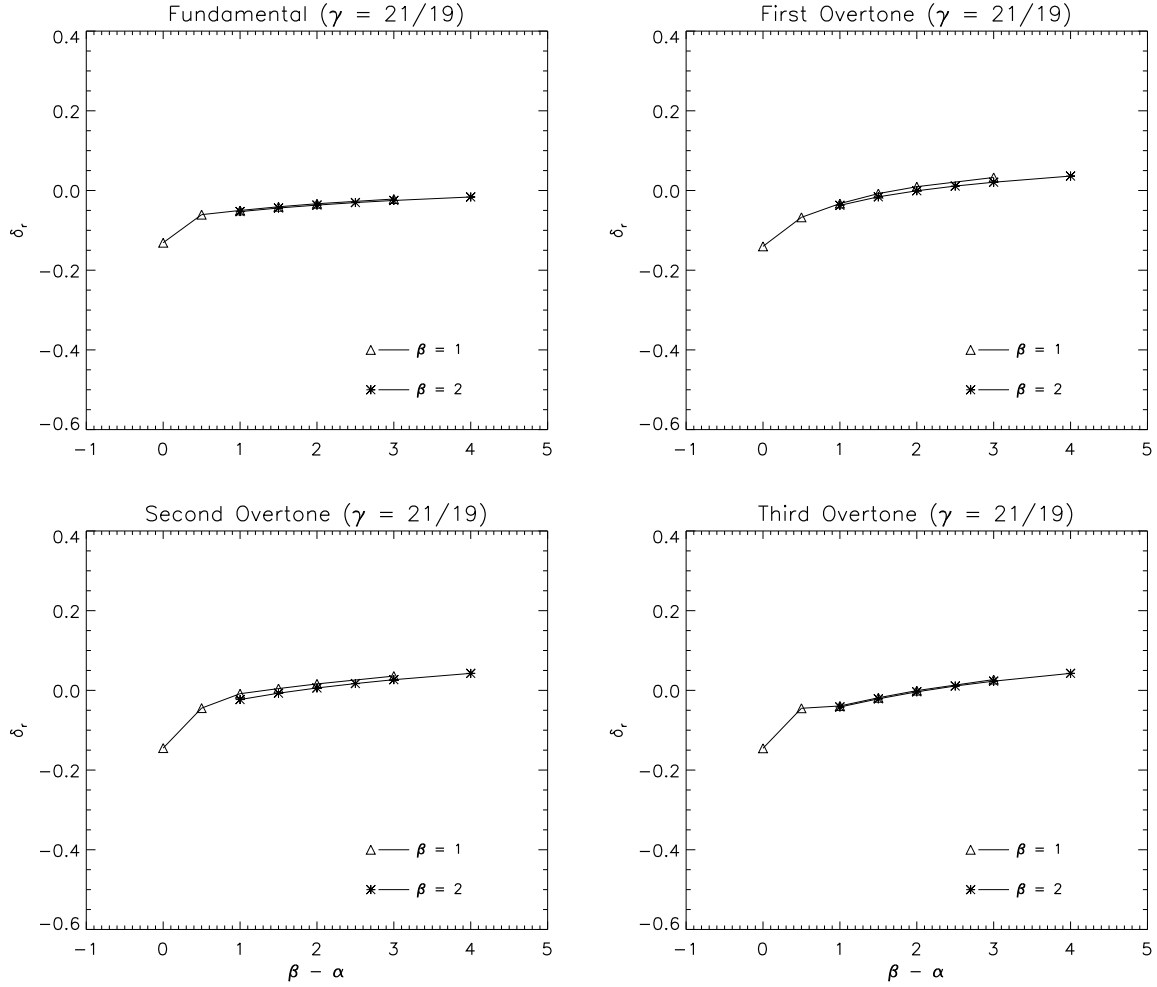 Fundamental (γ = 21/19)
0.4
0.2
0.0
−0.2
−0.4
−0.6
δr
△ β = 1
β = 2
−1 0 1 2 3 4 5
First Overtone (γ = 21/19)
0.4
0.2
0.0
−0.2
−0.4
−0.6
δr
β = 1
β = 2
−1 0 1 2 3 4 5
Second Overtone (γ = 21/19)
0.4
0.2
0.0
−0.2
−0.4
−0.6
δr
β = 1
β = 2
−1 0 1 2 3 4 5
β − α
Third Overtone (γ = 21/19)
0.4
0.2
0.0
−0.2
−0.4
−0.6
δr
β = 1
β = 2
−1 0 1 2 3 4 5
β − α